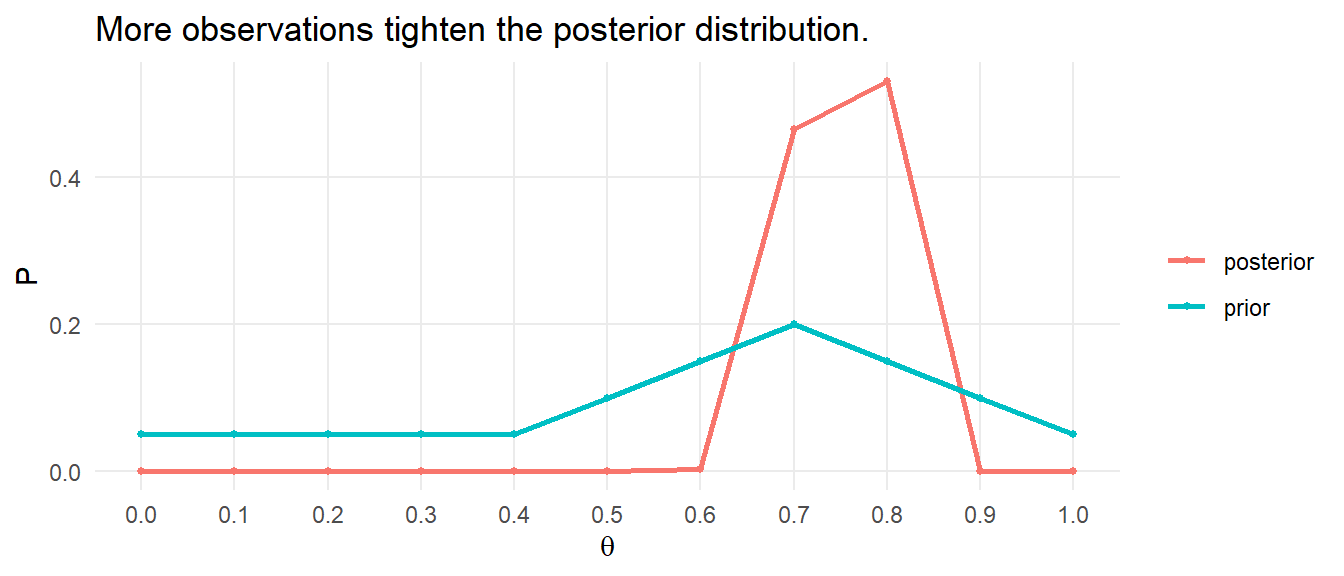 More observations tighten the posterior distribution.
P
0.4
0.2
0.0
0.0 0.1 0.2 0.3 0.4 0.5 0.6 0.7 0.8 0.9 1.0
θ
posterior
prior